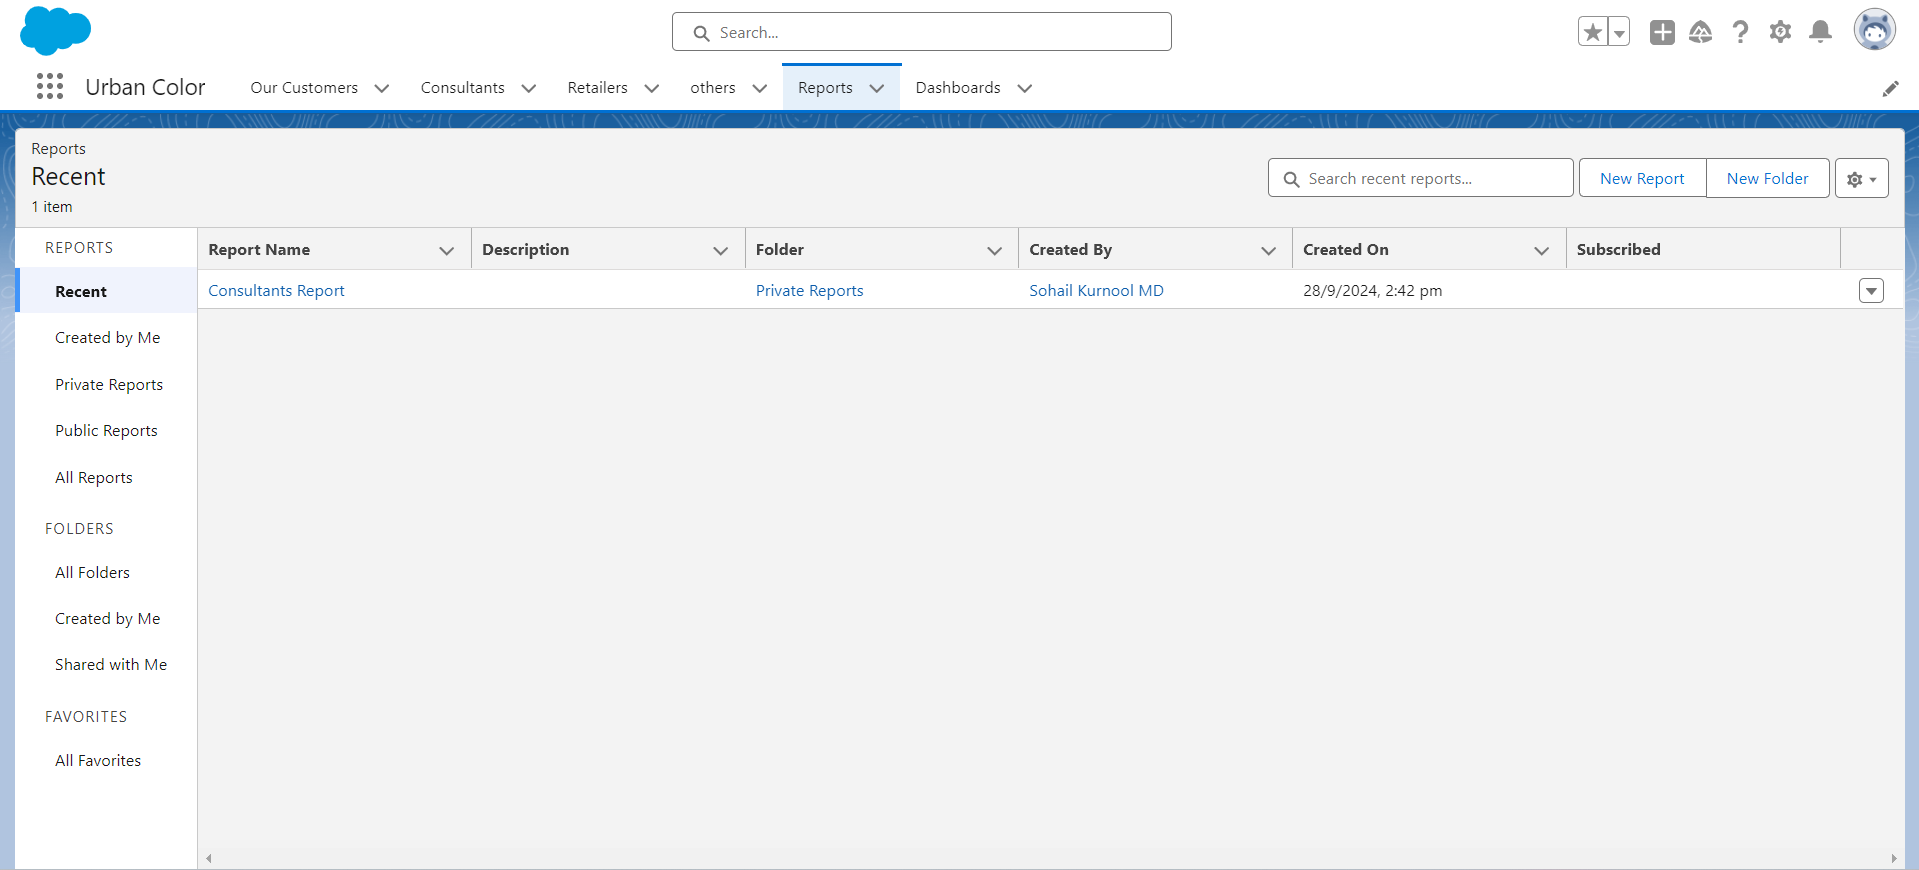 Search...
Urban Color
Our Customers
Consultants
Retailers
others
Reports
Dashboards
Reports
Recent
1 item
Search recent reports...
New Report
New Folder
REPORTS
Recent
Created by Me
Private Reports
Public Reports
All Reports
FOLDERS
All Folders
Created by Me
Shared with Me
FAVORITES
All Favorites
Report Name
Description
Folder
Created By
Created On
Subscribed
Consultants Report
Private Reports
Sohail Kurnool MD
28/9/2024, 2:42 pm